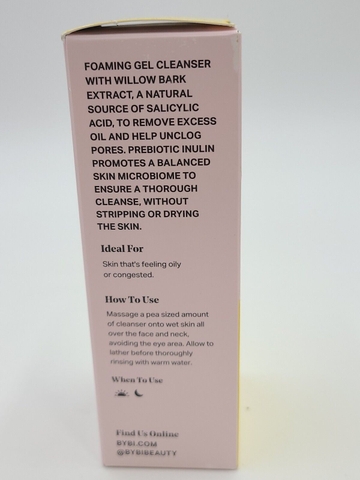 FOAMING GEL CLEANSER
WITH WILLOW BARK
EXTRACT, A NATURAL
SOURCE OF SALICYLIC
ACID, TO REMOVE EXCESS
OIL AND HELP UNCLOG
PORES. PREBIOTIC INULIN
PROMOTES A BALANCED
SKIN MICROBIOME TO
ENSURE A THOROUGH
CLEANSE, WITHOUT
STRIPPING OR DRYING
THE SKIN.
Ideal For
Skin that's feeling oily
or congested.
How To Use
Massage a pea sized amount
of cleanser onto wet skin all
over the face and neck,
avoiding the eye area. Allow to
lather before thoroughly
rinsing with warm water.
When To Use
Find Us Online
BYBI.COM
@BYBIBEAUTY